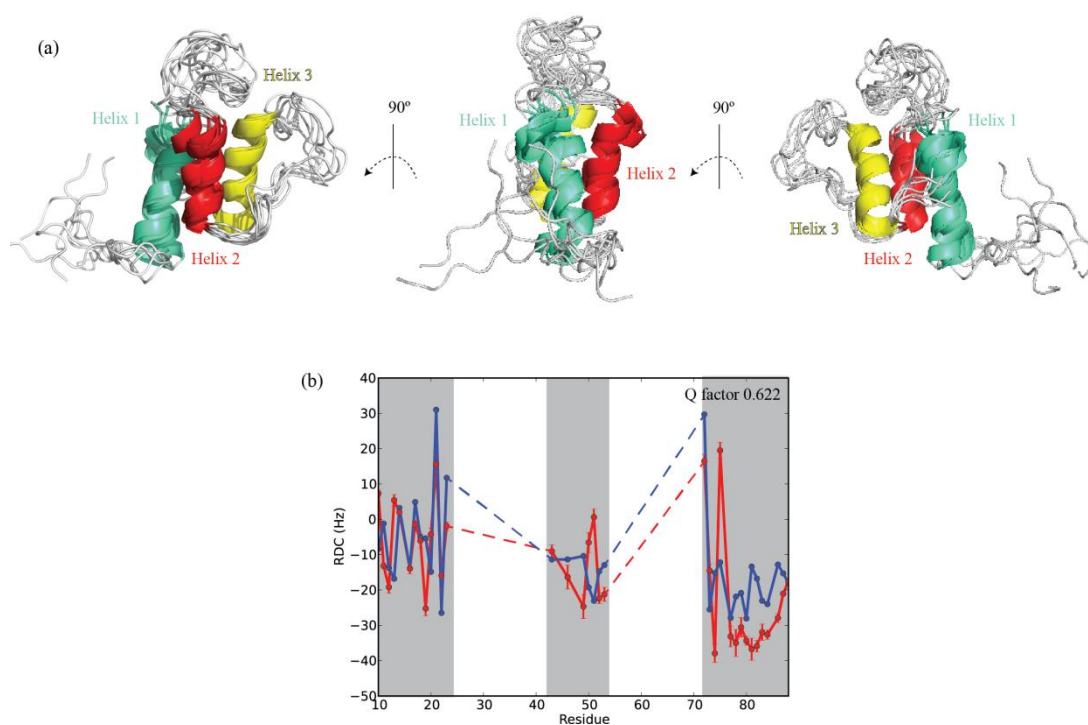 (a)
Helix 3
Helix 1
Helix 2
90º
Helix 1
Helix 2
90º
Helix 1
Helix 3
Helix 2
(b)
Q factor 0.622
40
30
20
10
0
−10
−20
−30
−40
−50
RDC (Hz)
10 20 30 40 50 60 70 80
Residue